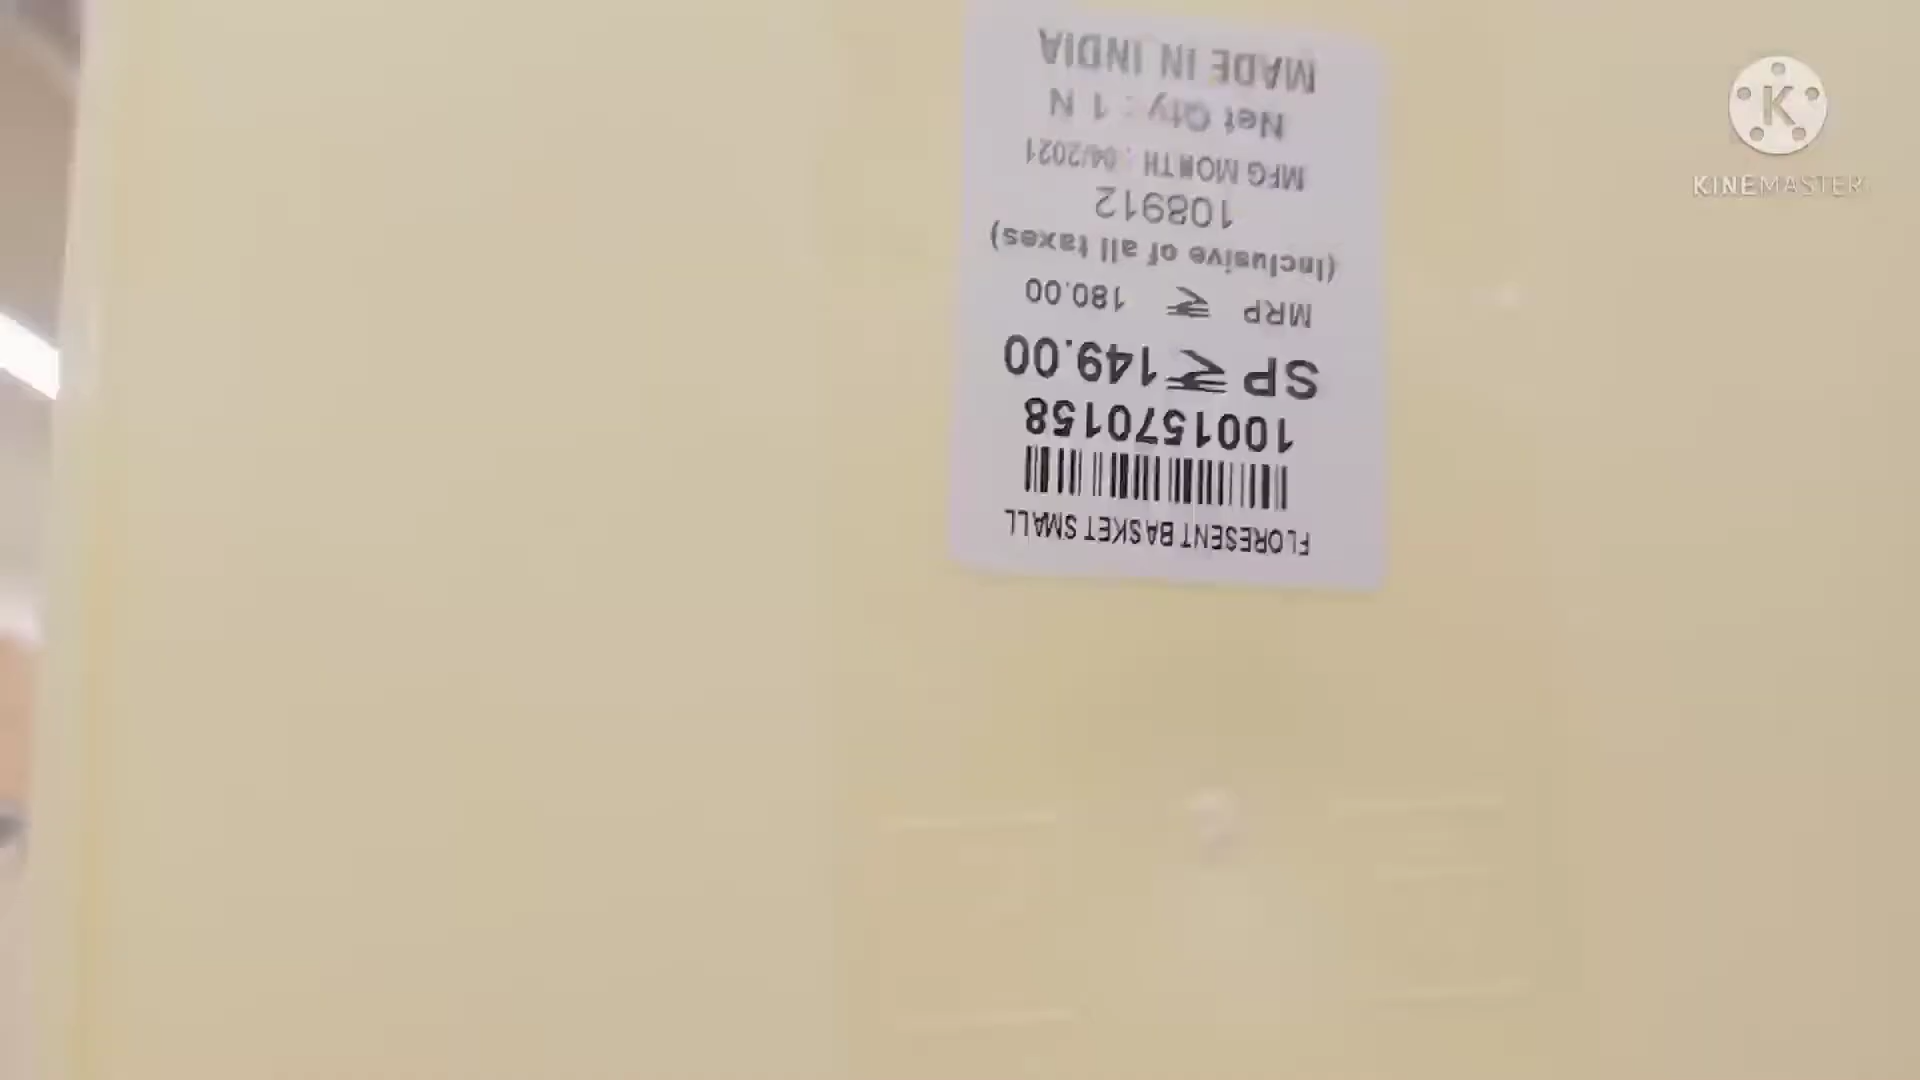 FLORESENT BASKET SMALL
1001570158
SP ₹149.00
MRP ₹ 180.00
(Inclusive of all taxes)
108912
MFG MONTH : 04/2021
Net Qty : 1 N
MADE IN INDIA
K
KINEMASTER